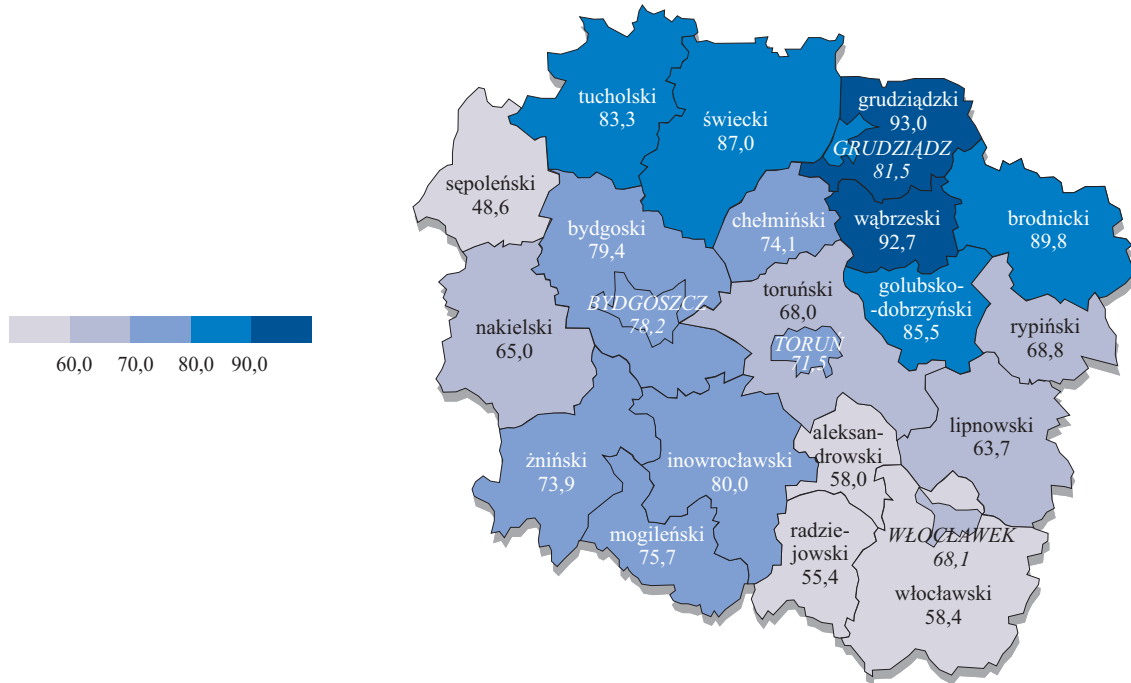 tucholski
83,3
świecki
87,0
grudziądzki
93,0
GRUDZIĄDZ
81,5
sępoleński
48,6
bydgoski
79,4
chełmiński
74,1
wąbrzeski
92,7
brodnicki
89,8
BYDGOSZCZ
78,2
toruński
68,0
golubsko-
-dobrzyński
85,5
nakielski
65,0
TORUŃ
71,5
rypiński
68,8
60,0 70,0 80,0 90,0
żniński
73,9
inowrocławski
80,0
aleksan-
drowski
58,0
lipnowski
63,7
mogileński
75,7
radzie-
jowski
55,4
WŁOCŁAWEK
68,1
włocławski
58,4